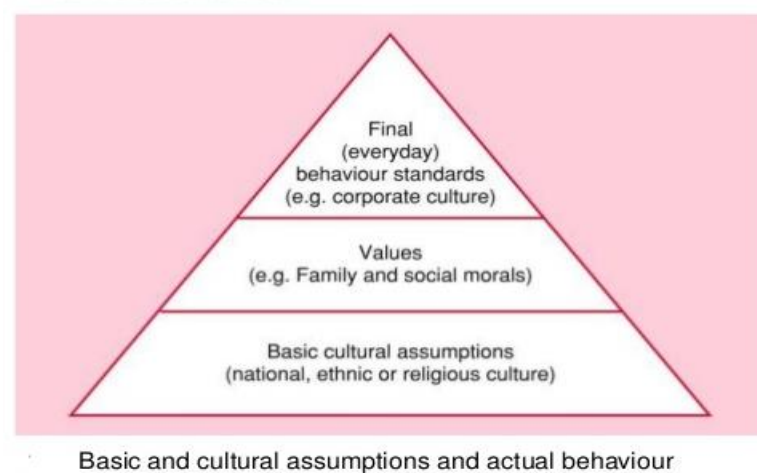 Final
(everyday)
behaviour standards
(e.g. corporate culture)
Values
(e.g. Family and social morals)
Basic cultural assumptions
(national, ethnic or religious culture)
Basic and cultural assumptions and actual behaviour